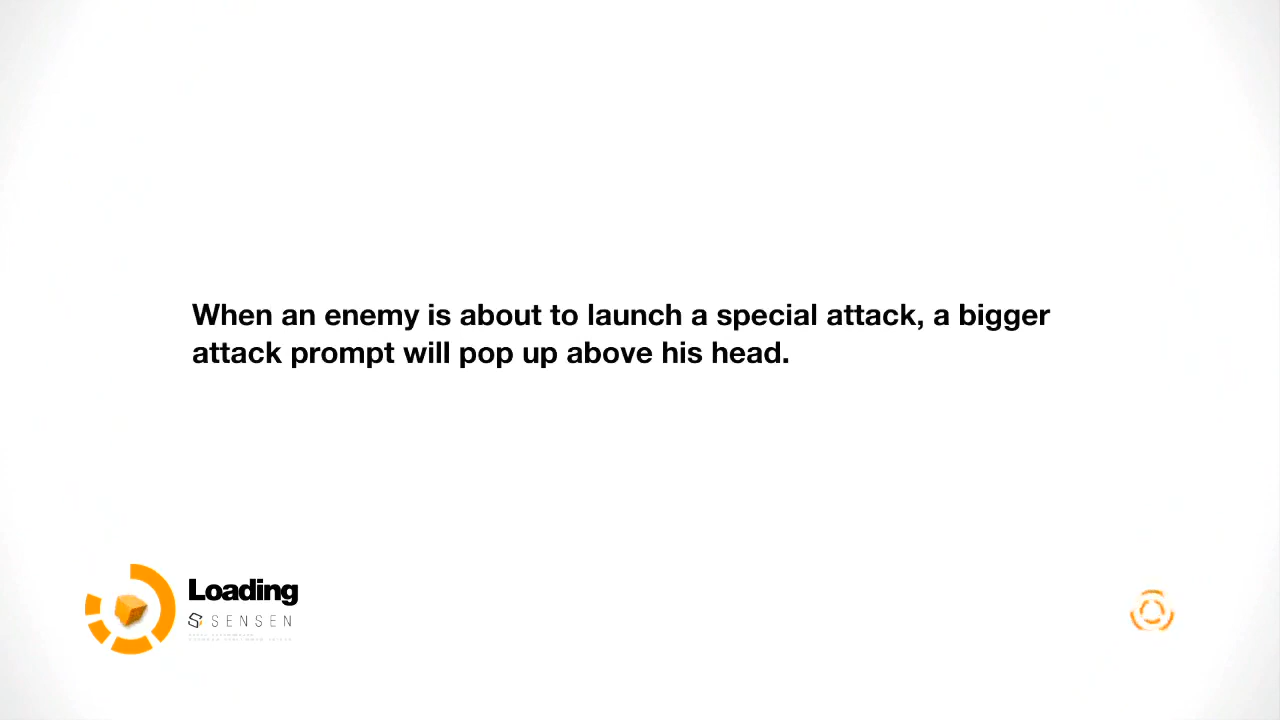 When an enemy is about to launch a special attack, a bigger
attack prompt will pop up above his head.
Loading
SENSEN